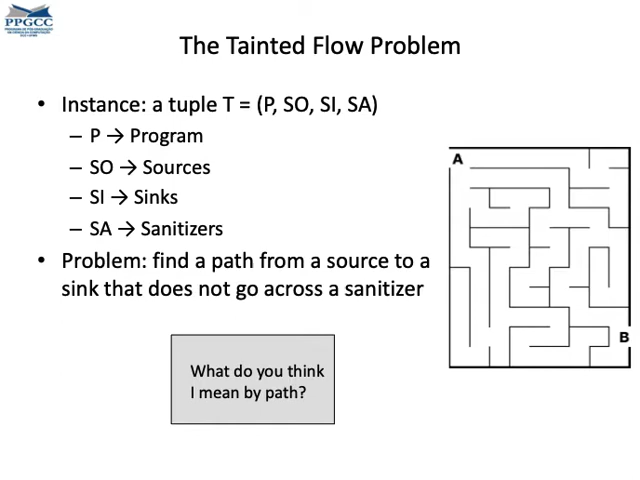 PPGCC
The Tainted Flow Problem
• Instance: a tuple T = (P, SO, SI, SA)
– P → Program
– SO → Sources
– SI → Sinks
– SA → Sanitizers
• Problem: find a path from a source to a
sink that does not go across a sanitizer
What do you think
I mean by path?
A
B